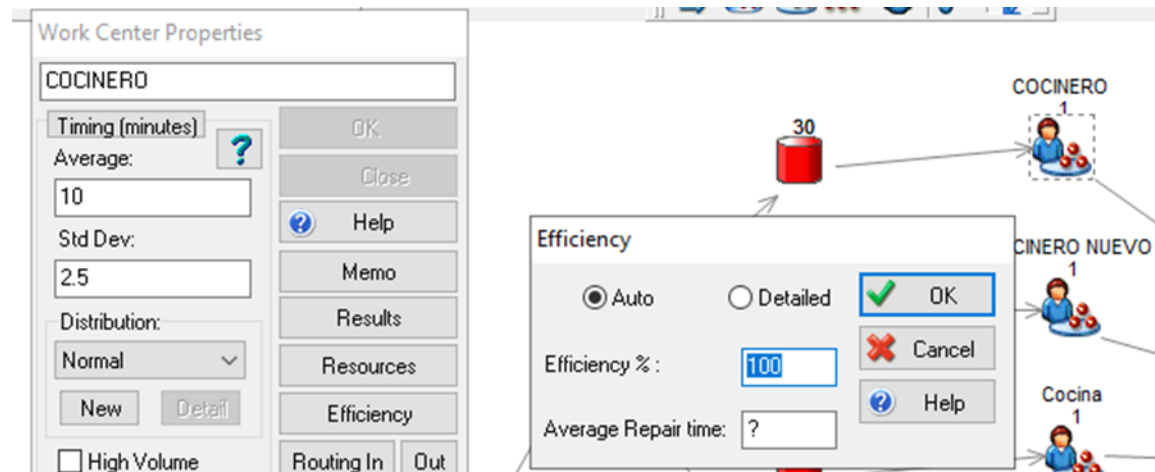 Work Center Properties
COCINERO
Timing (minutes)
?
Average:
10
Std Dev:
2.5
Distribution:
Normal
New
Detail
High Volume
OK
Close
? Help
Memo
Results
Resources
Efficiency
Routing In
Out
30
COCINERO
1
Efficiency
Auto
Detailed
OK
Efficiency % :
100
Cancel
Average Repair time:
?
? Help
CINERO NUEVO
1
Cocina
1